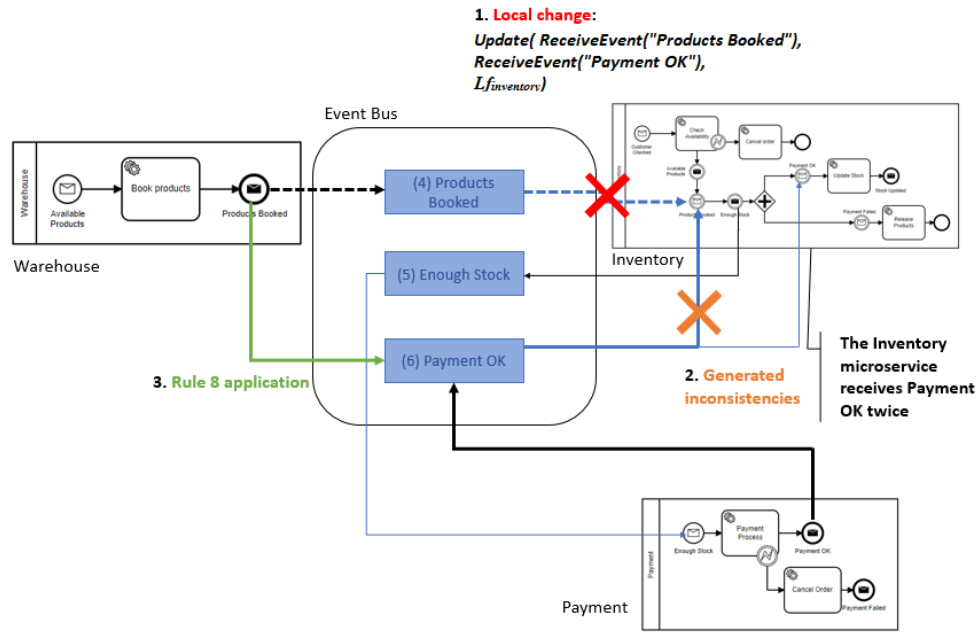 1. Local change:
Update( ReceiveEvent("Products Booked"),
ReceiveEvent("Payment OK"),
Lfinventory)
Event Bus
Warehouse
Available
Products
Book products
Products Booked
Warehouse
(4) Products
Booked
(5) Enough Stock
(6) Payment OK
3. Rule 8 application
Customer
Checked
Check
Availability
Cancel order
Available
Products
Enough Stock
Payment OK
Update Stock
Stock Updated
Payment Failed
Release
Products
Inventory
2. Generated
inconsistencies
The Inventory
microservice
receives Payment
OK twice
Payment
Enough Stock
Payment
Process
Payment OK
Cancel Order
Payment Failed
Payment